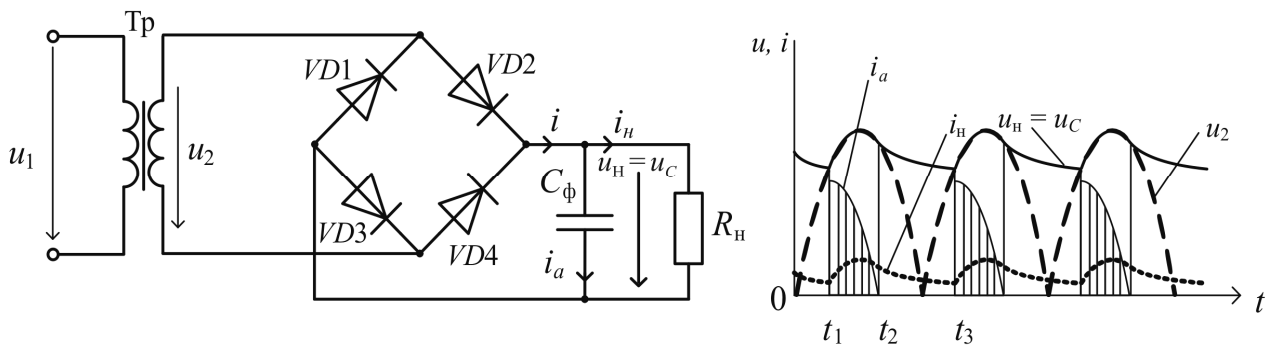 Тр
u1
u2
VD1
VD2
VD3
VD4
i
iн
Cф
uн = uC
ia
Rн
u, i
ia
iн
uн = uC
u2
0
t1
t2
t3
t